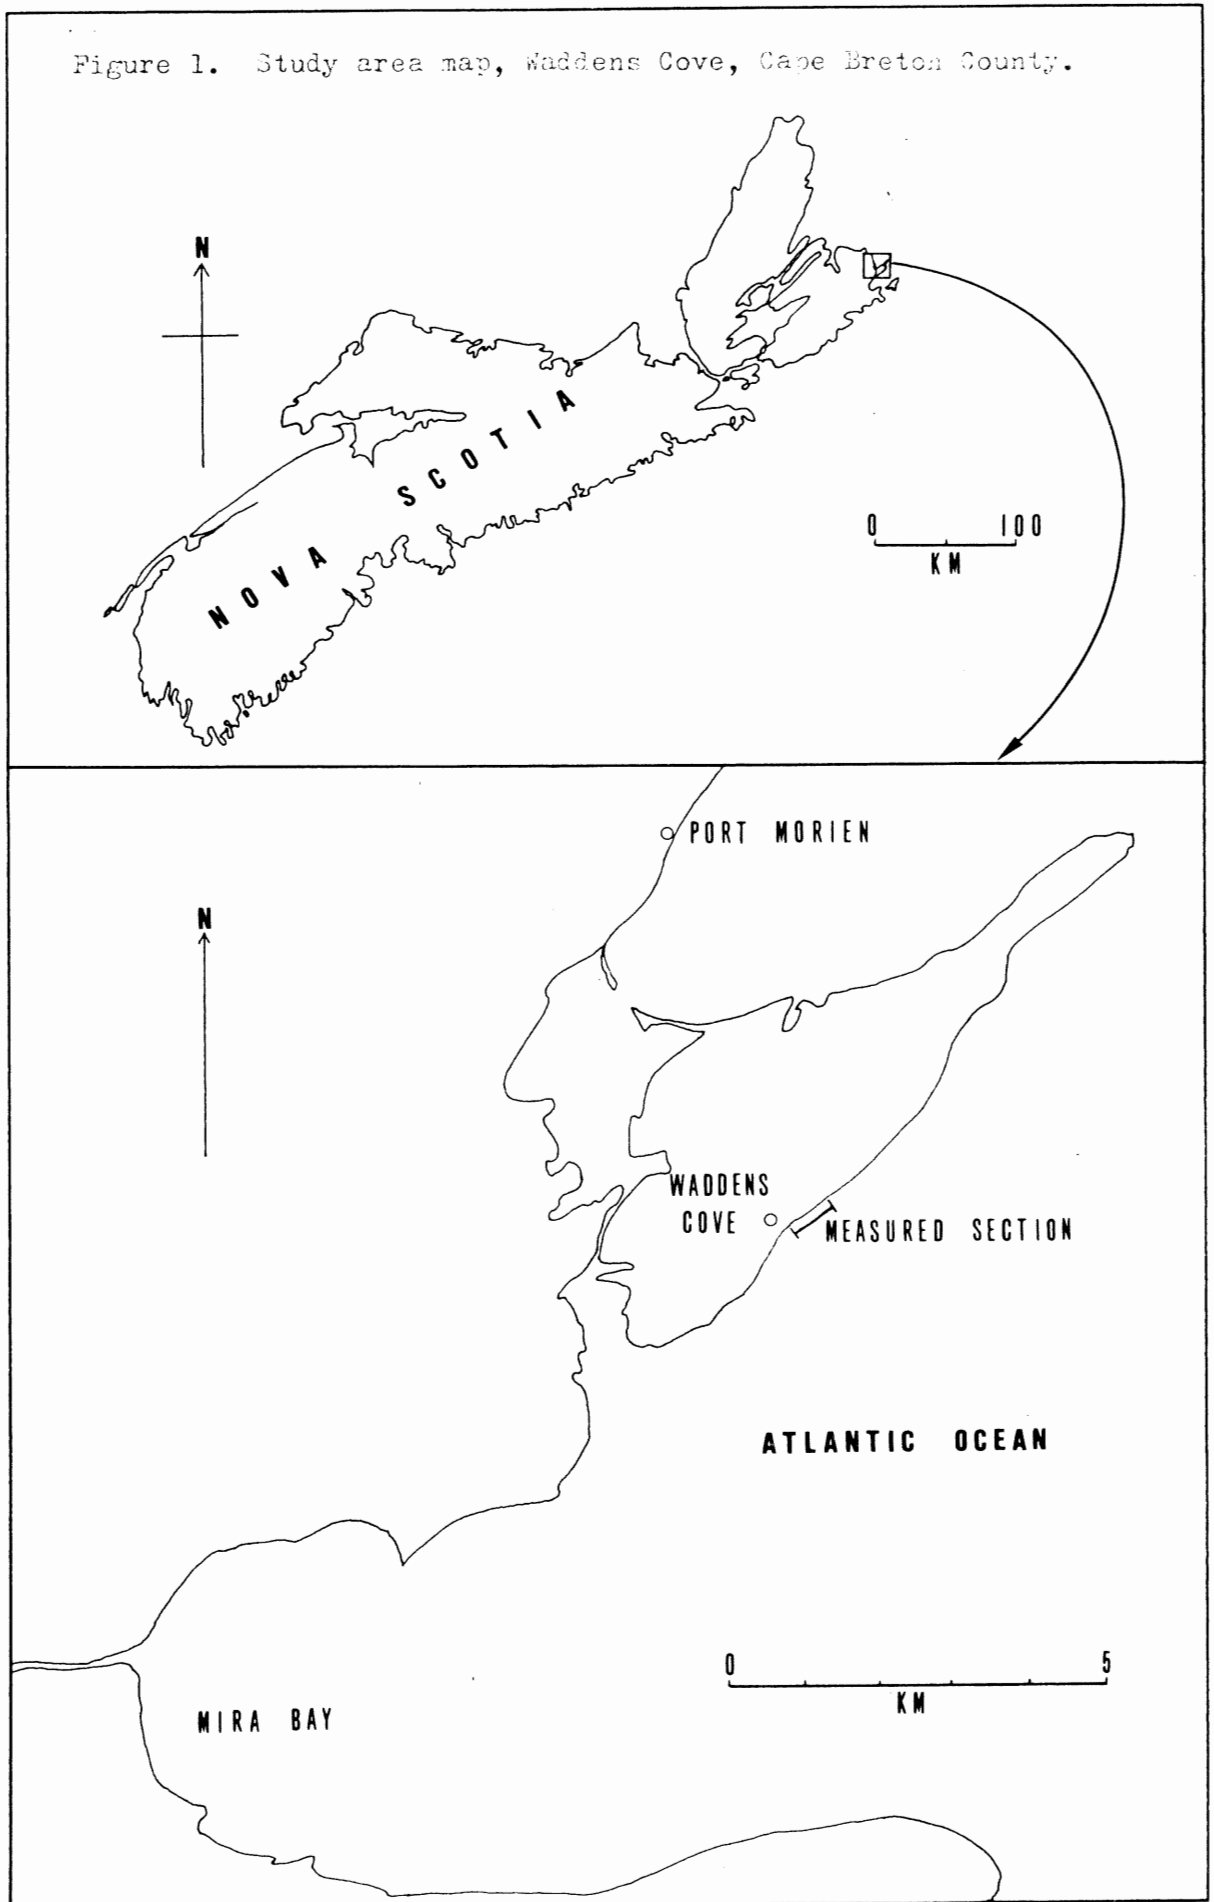 Figure 1. Study area map, Waddens Cove, Cape Breton County.
N
NOVA SCOTIA
0 100
KM
PORT MORIEN
N
WADDENS
COVE
MEASURED SECTION
ATLANTIC OCEAN
0 5
KM
MIRA BAY